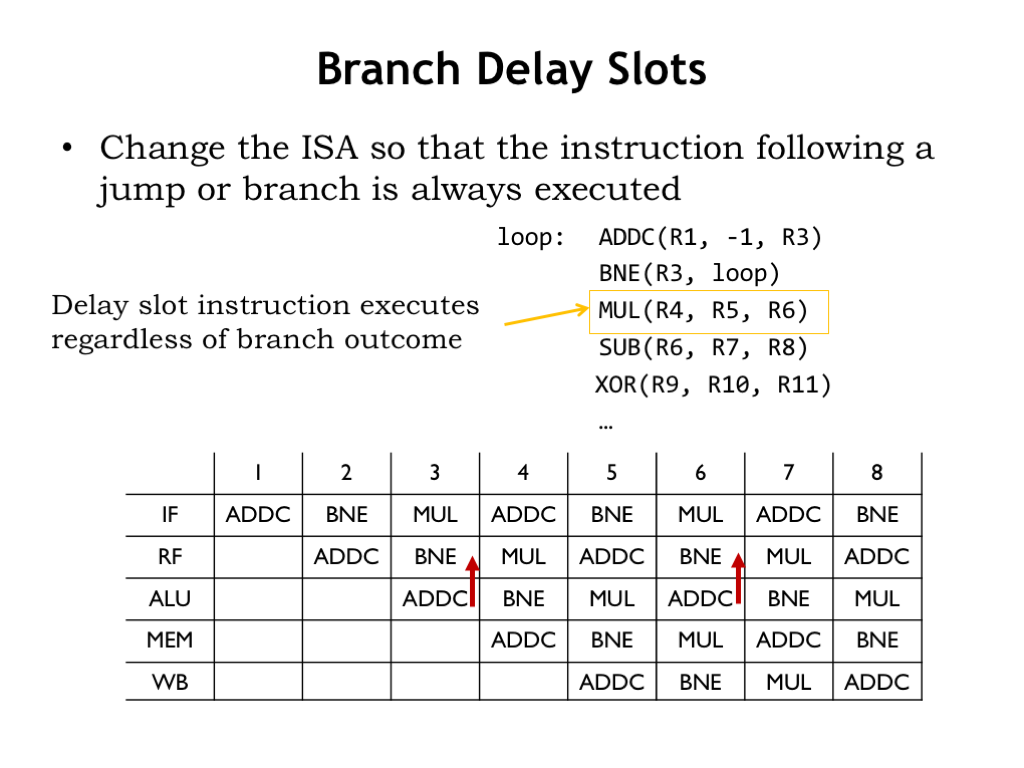 Branch Delay Slots
• Change the ISA so that the instruction following a
jump or branch is always executed
loop: ADDC(R1, -1, R3)
BNE(R3, loop)
MUL(R4, R5, R6)
SUB(R6, R7, R8)
XOR(R9, R10, R11)
…
Delay slot instruction executes
regardless of branch outcome
1 2 3 4 5 6 7 8
IF ADDC BNE MUL ADDC BNE MUL ADDC BNE
RF ADDC BNE MUL ADDC BNE MUL ADDC
ALU ADDC BNE MUL ADDC BNE MUL
MEM ADDC BNE MUL ADDC BNE
WB ADDC BNE MUL ADDC